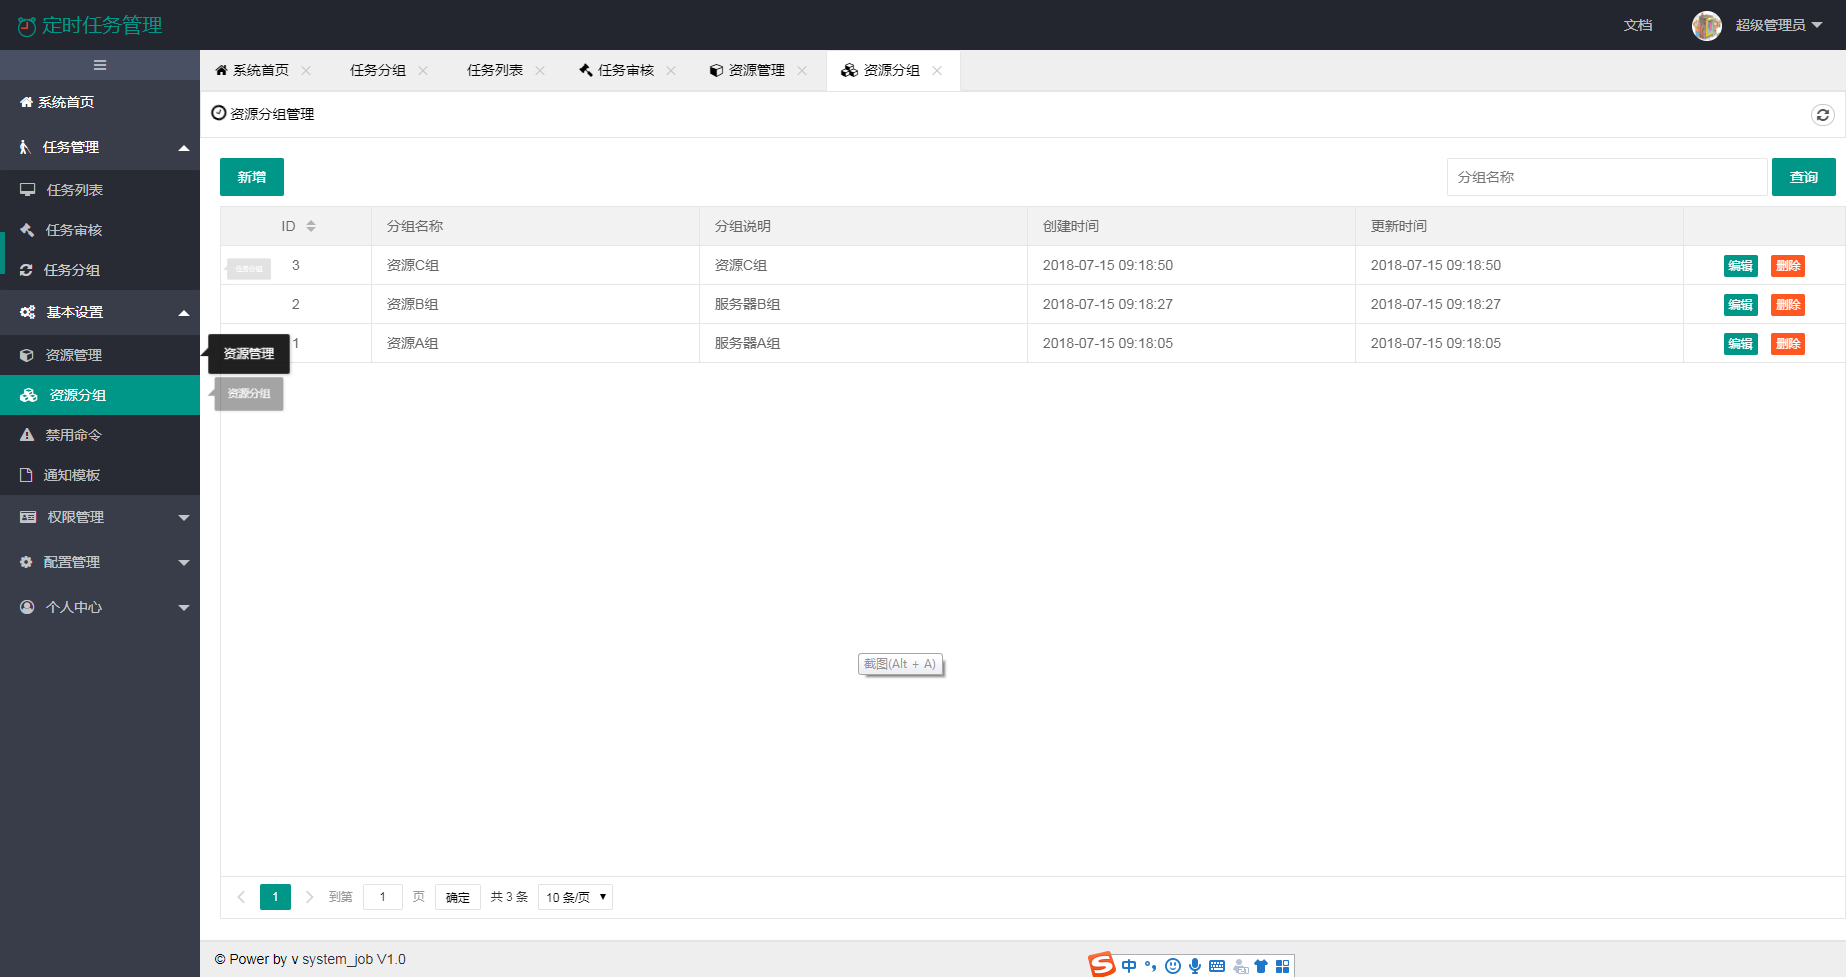 定时任务管理
文档
超级管理员
系统首页
任务管理
任务列表
任务审核
任务分组
基本设置
资源管理
资源分组
禁用命令
通知模板
权限管理
配置管理
个人中心
系统首页 任务分组 任务列表 任务审核 资源管理 资源分组
资源分组管理
新增
分组名称
查询
ID 分组名称 分组说明 创建时间 更新时间
3 资源C组 资源C组 2018-07-15 09:18:50 2018-07-15 09:18:50 编辑 删除
任务分组
2 资源B组 服务器B组 2018-07-15 09:18:27 2018-07-15 09:18:27 编辑 删除
1 资源A组 服务器A组 2018-07-15 09:18:05 2018-07-15 09:18:05 编辑 删除
资源管理
资源分组
截图(Alt + A)
1 到第 1 页 确定 共 3 条 10 条/页
© Power by v system_job V1.0
S 中